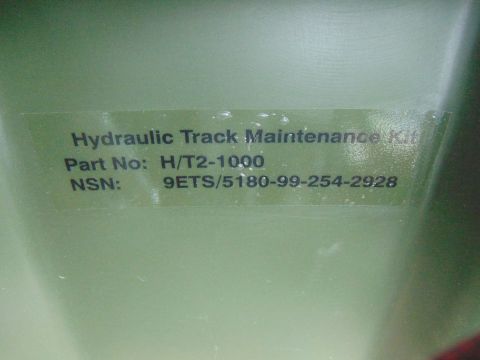 Hydraulic Track Maintenance Kit
Part No: H/T2-1000
NSN: 9ETS/5180-99-254-2928